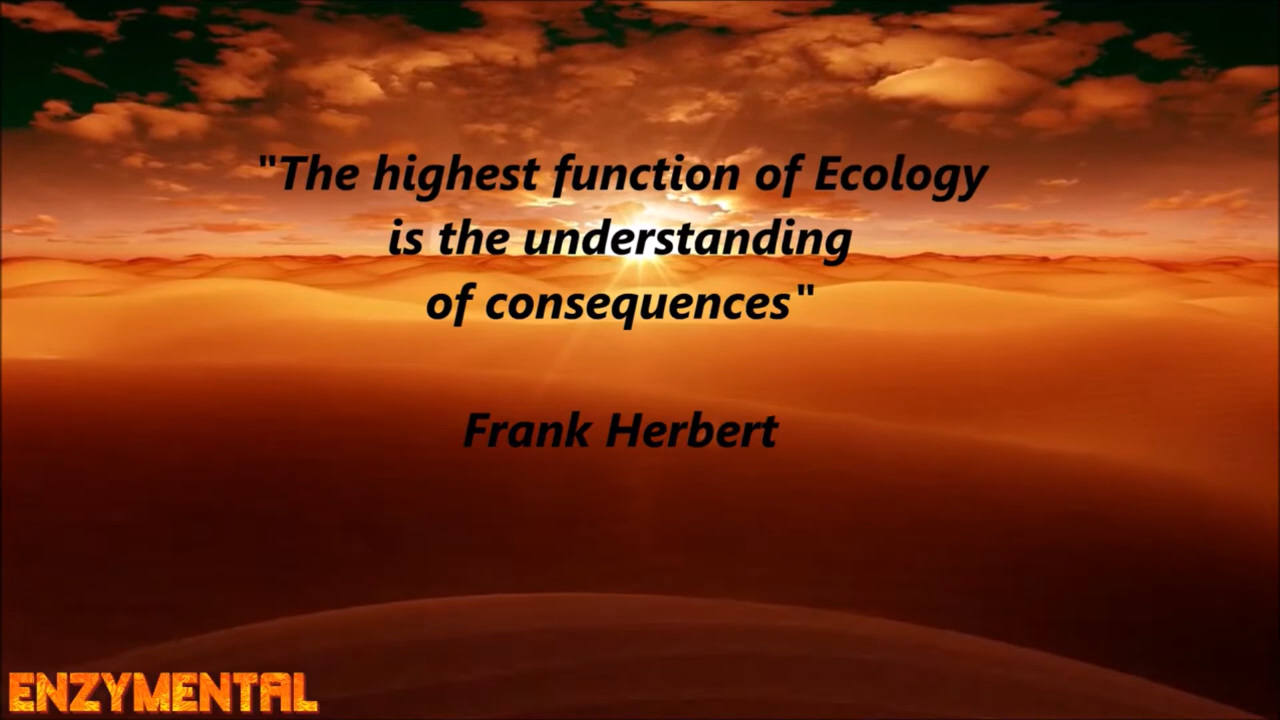 "The highest function of Ecology
is the understanding
of consequences"
Frank Herbert
ENZYMENTAL